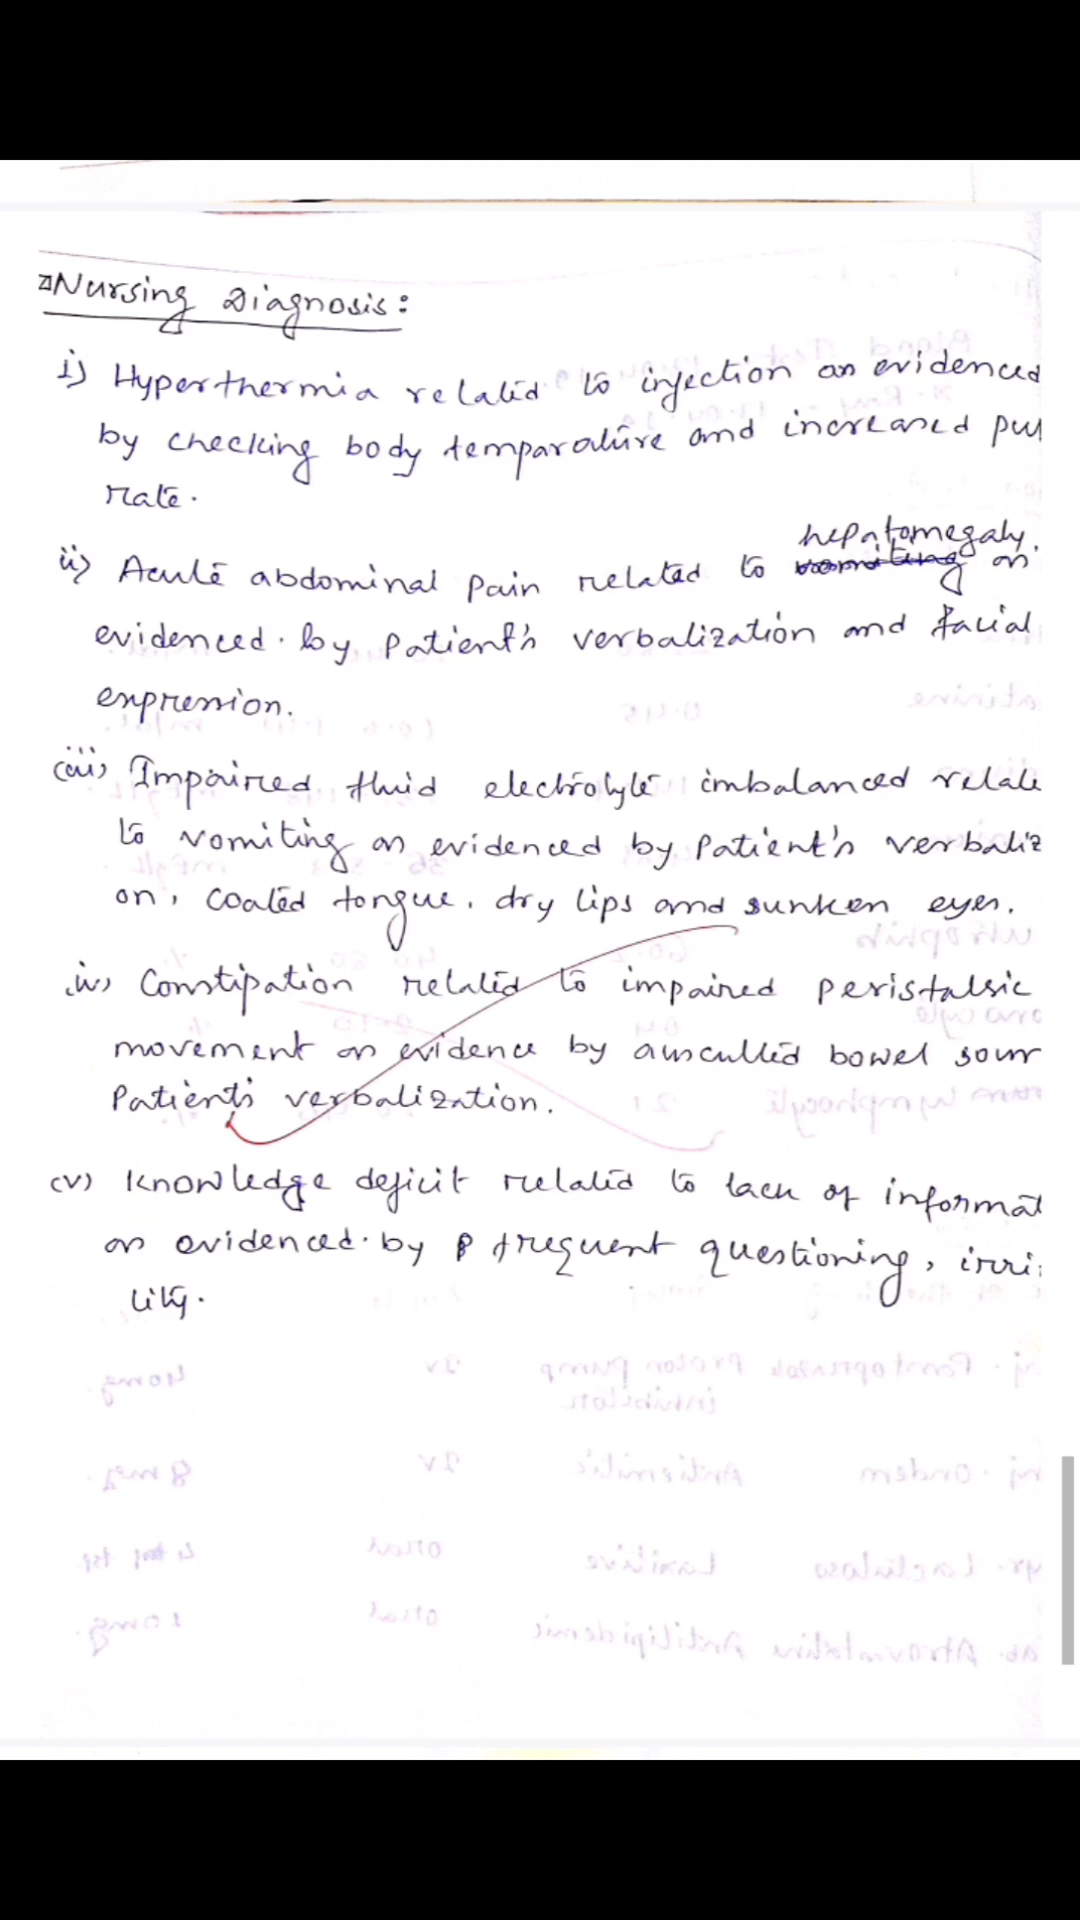 Nursing Diagnosis:
i) Hyperthermia related to injection as evidenced
by checking body temparature and increased pul
rate.
hepatomegaly.
ii) Acute abdominal pain related to vomiting as
evidenced by patient's verbalization and facial
expression.
(iii) Impaired fluid electrolyte imbalanced relate
to vomiting as evidenced by patient's verbaliz
on, coated tongue, dry lips and sunken eyes.
iv) Constipation related to impaired peristalsic
movement as evidence by ausculted bowel soun
Patient's verbalization.
(v) Knowledge deficit related to lack of informat
as evidenced by frequent questioning, irri
lity.